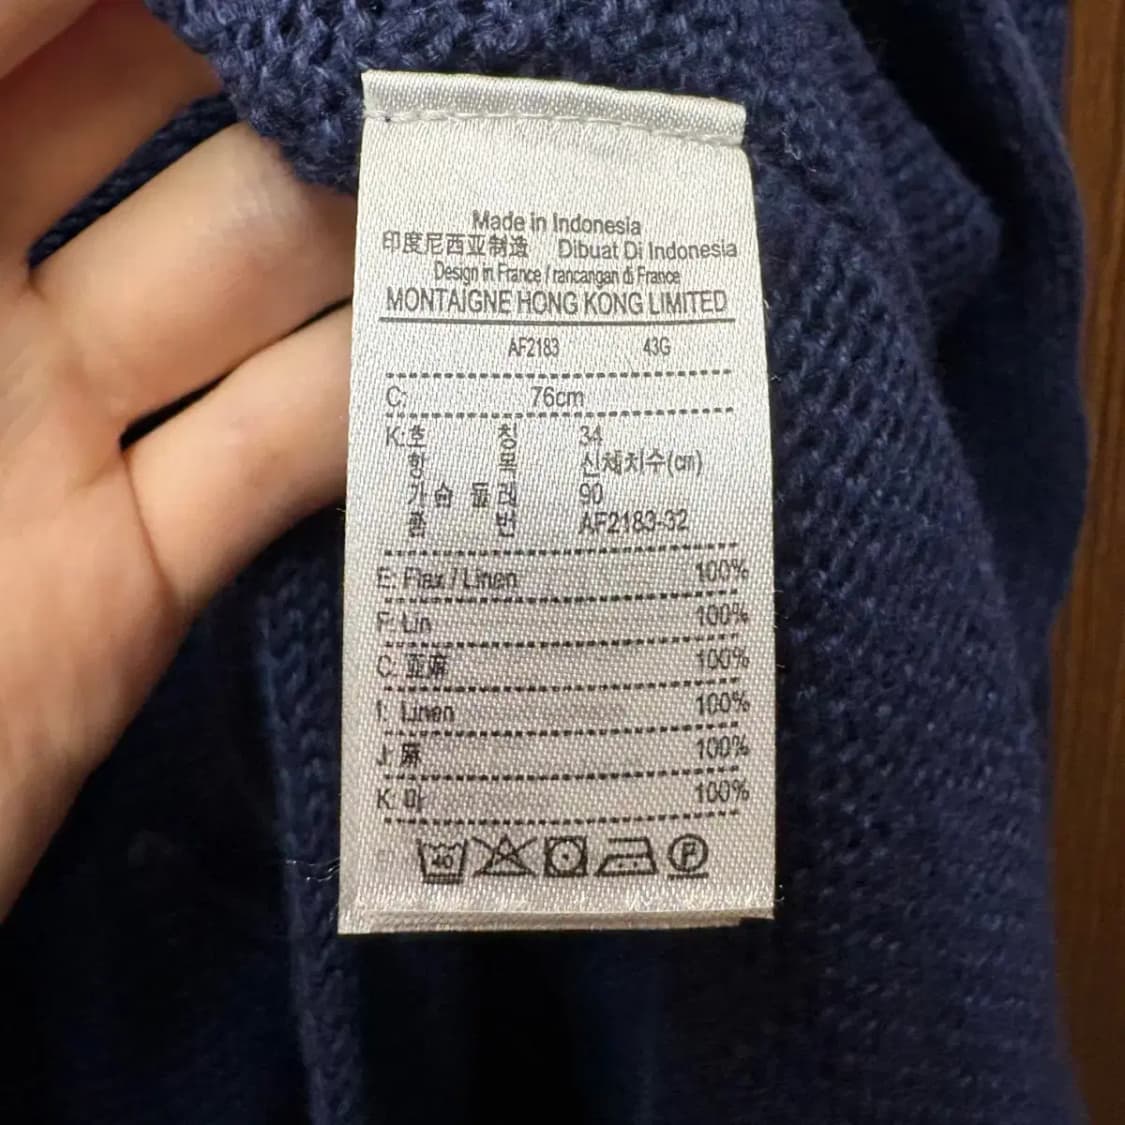 Made in Indonesia
印度尼西亚制造 Dibuat Di Indonesia
Design in France / rancangan di France
MONTAIGNE HONG KONG LIMITED
AF2183 43G
C: 76cm
K: 호 칭 34
항 목 신체치수(cm)
가 슴 둘 레 90
품 번 AF2183-32
E: Flax / Linen 100%
F: Lin 100%
C: 亚麻 100%
I: Linen 100%
J: 麻 100%
K: 마 100%
40 P